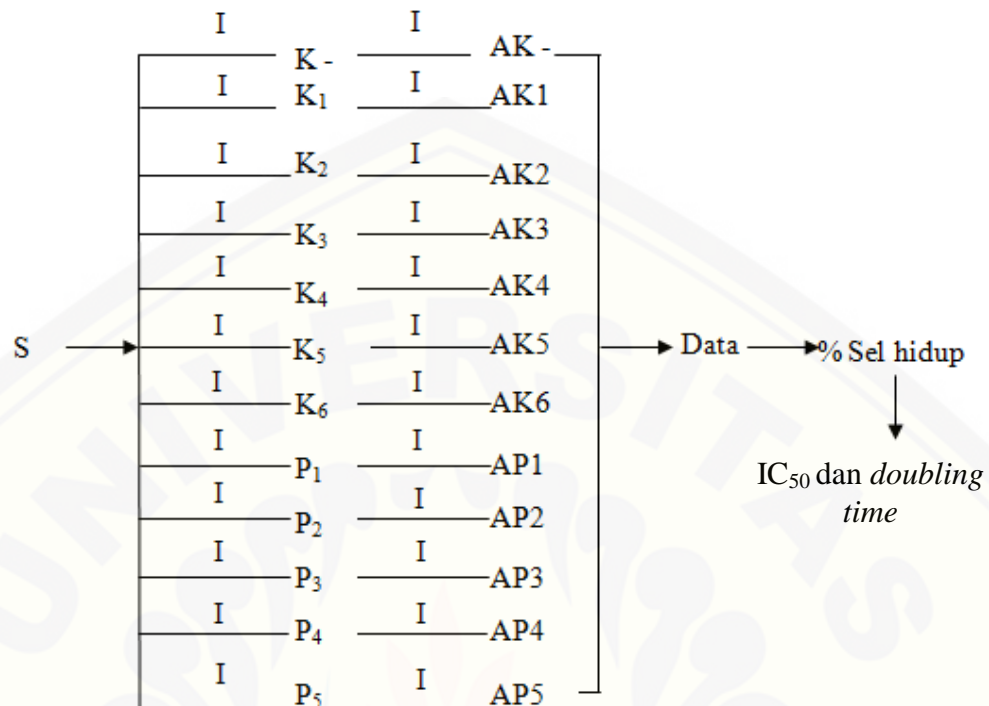 I I
K - AK -
I K₁ I AK1
I K₂ I AK2
I K₃ I AK3
I K₄ I AK4
S I K₅ I AK5 Data % Sel hidup
I K₆ I AK6
I P₁ I AP1
IC₅₀ dan doubling
time
I P₂ I AP2
I P₃ I AP3
I P₄ I AP4
I P₅ I AP5
UNIVERSITAS